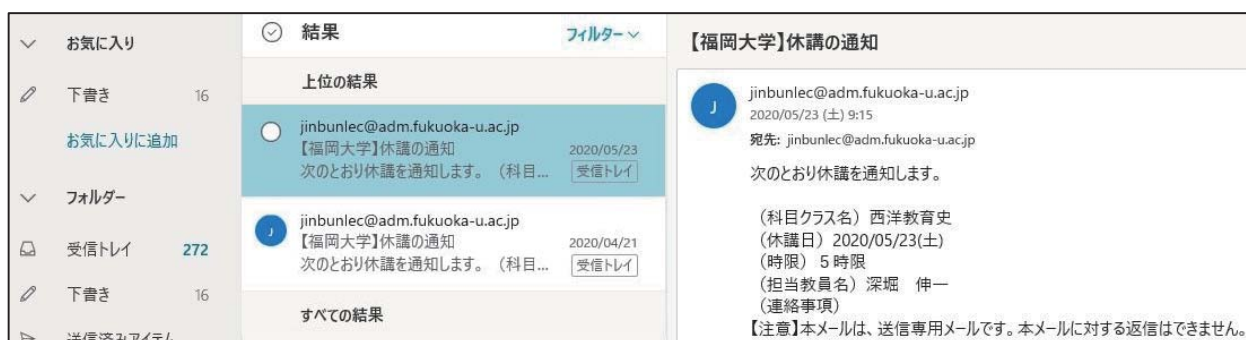 お気に入り
下書き 16
お気に入りに追加
フォルダー
受信トレイ 272
下書き 16
送信済みアイテム
結果 フィルター
上位の結果
jinbunlec@adm.fukuoka-u.ac.jp
【福岡大学】休講の通知 2020/05/23
次のとおり休講を通知します。 （科目... 受信トレイ
J
jinbunlec@adm.fukuoka-u.ac.jp
【福岡大学】休講の通知 2020/04/21
次のとおり休講を通知します。 （科目... 受信トレイ
すべての結果
【福岡大学】休講の通知
J
jinbunlec@adm.fukuoka-u.ac.jp
2020/05/23 (土) 9:15
宛先: jinbunlec@adm.fukuoka-u.ac.jp
次のとおり休講を通知します。
（科目クラス名）西洋教育史
（休講日）2020/05/23(土)
（時限）５時限
（担当教員名）深堀　伸一
（連絡事項）
【注意】本メールは、送信専用メールです。本メールに対する返信はできません。